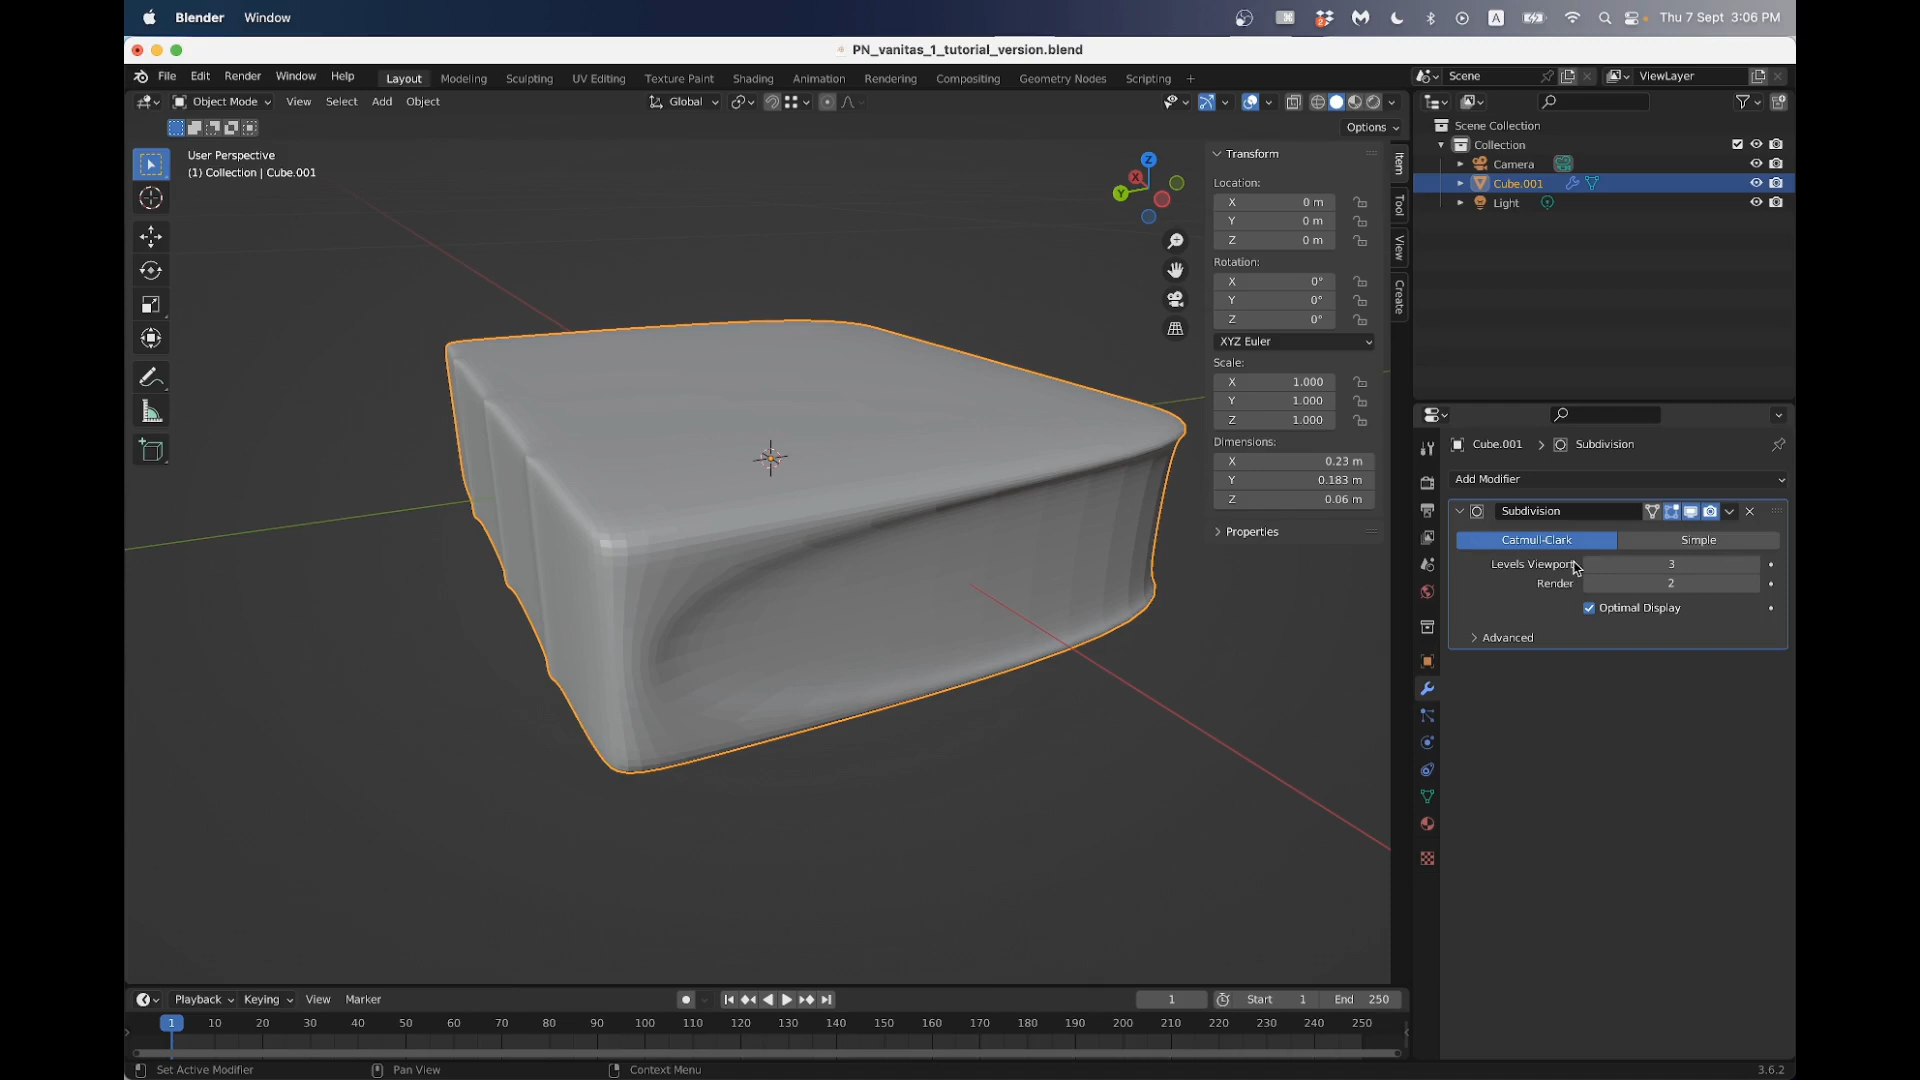 Blender Window A Thu 7 Sept 3:06 PM
PN_vanitas_1_tutorial_version.blend
File Edit Render Window Help Layout Modeling Sculpting UV Editing Texture Paint Shading Animation Rendering Compositing Geometry Nodes Scripting + Scene ViewLayer
Object Mode View Select Add Object Global
Options
User Perspective
(1) Collection | Cube.001
Z
X
Y
Transform
Location:
X 0 m
Y 0 m
Z 0 m
Rotation:
X 0°
Y 0°
Z 0°
XYZ Euler
Scale:
X 1.000
Y 1.000
Z 1.000
Dimensions:
X 0.23 m
Y 0.183 m
Z 0.06 m
Properties
Item
Tool
View
Create
Scene Collection
Collection
Camera
Cube.001
Light
Cube.001 > Subdivision
Add Modifier
Subdivision
Catmull-Clark Simple
Levels Viewport 3
Render 2
Optimal Display
Advanced
Playback Keying View Marker 1 Start 1 End 250
1 10 20 30 40 50 60 70 80 90 100 110 120 130 140 150 160 170 180 190 200 210 220 230 240 250
Set Active Modifier Pan View Context Menu 3.6.2